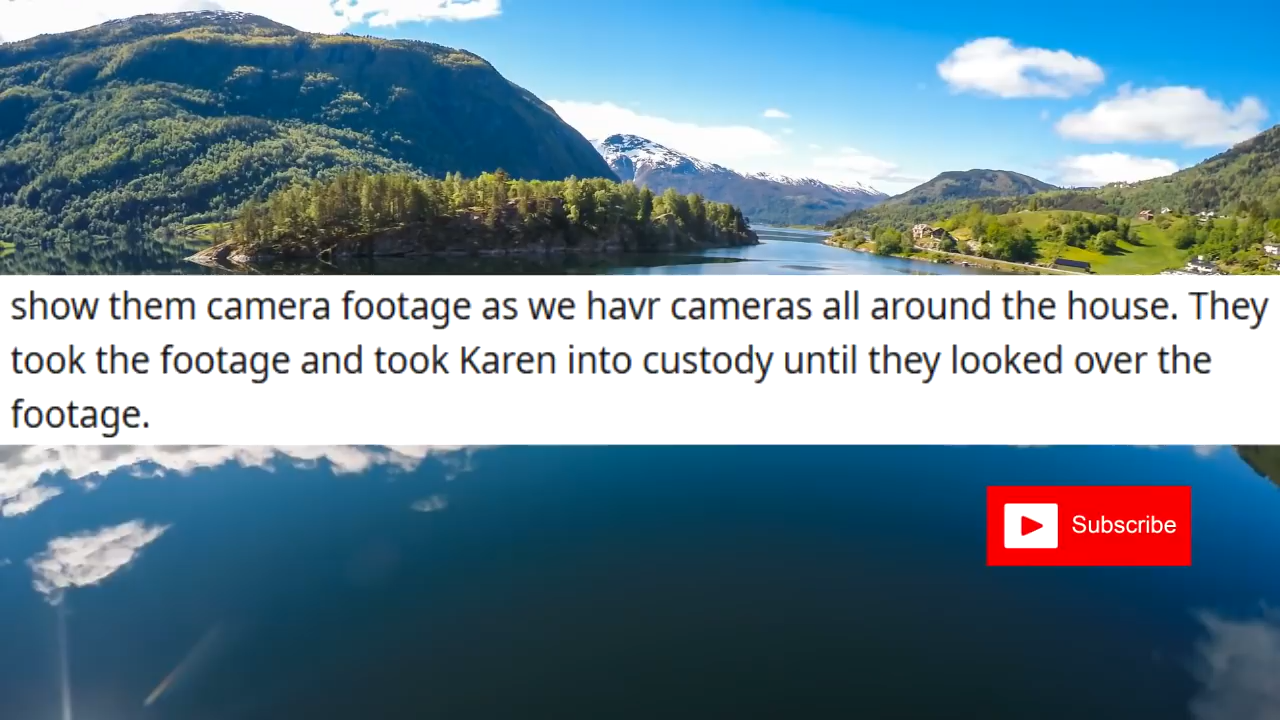 show them camera footage as we havr cameras all around the house. They
took the footage and took Karen into custody until they looked over the
footage.
Subscribe